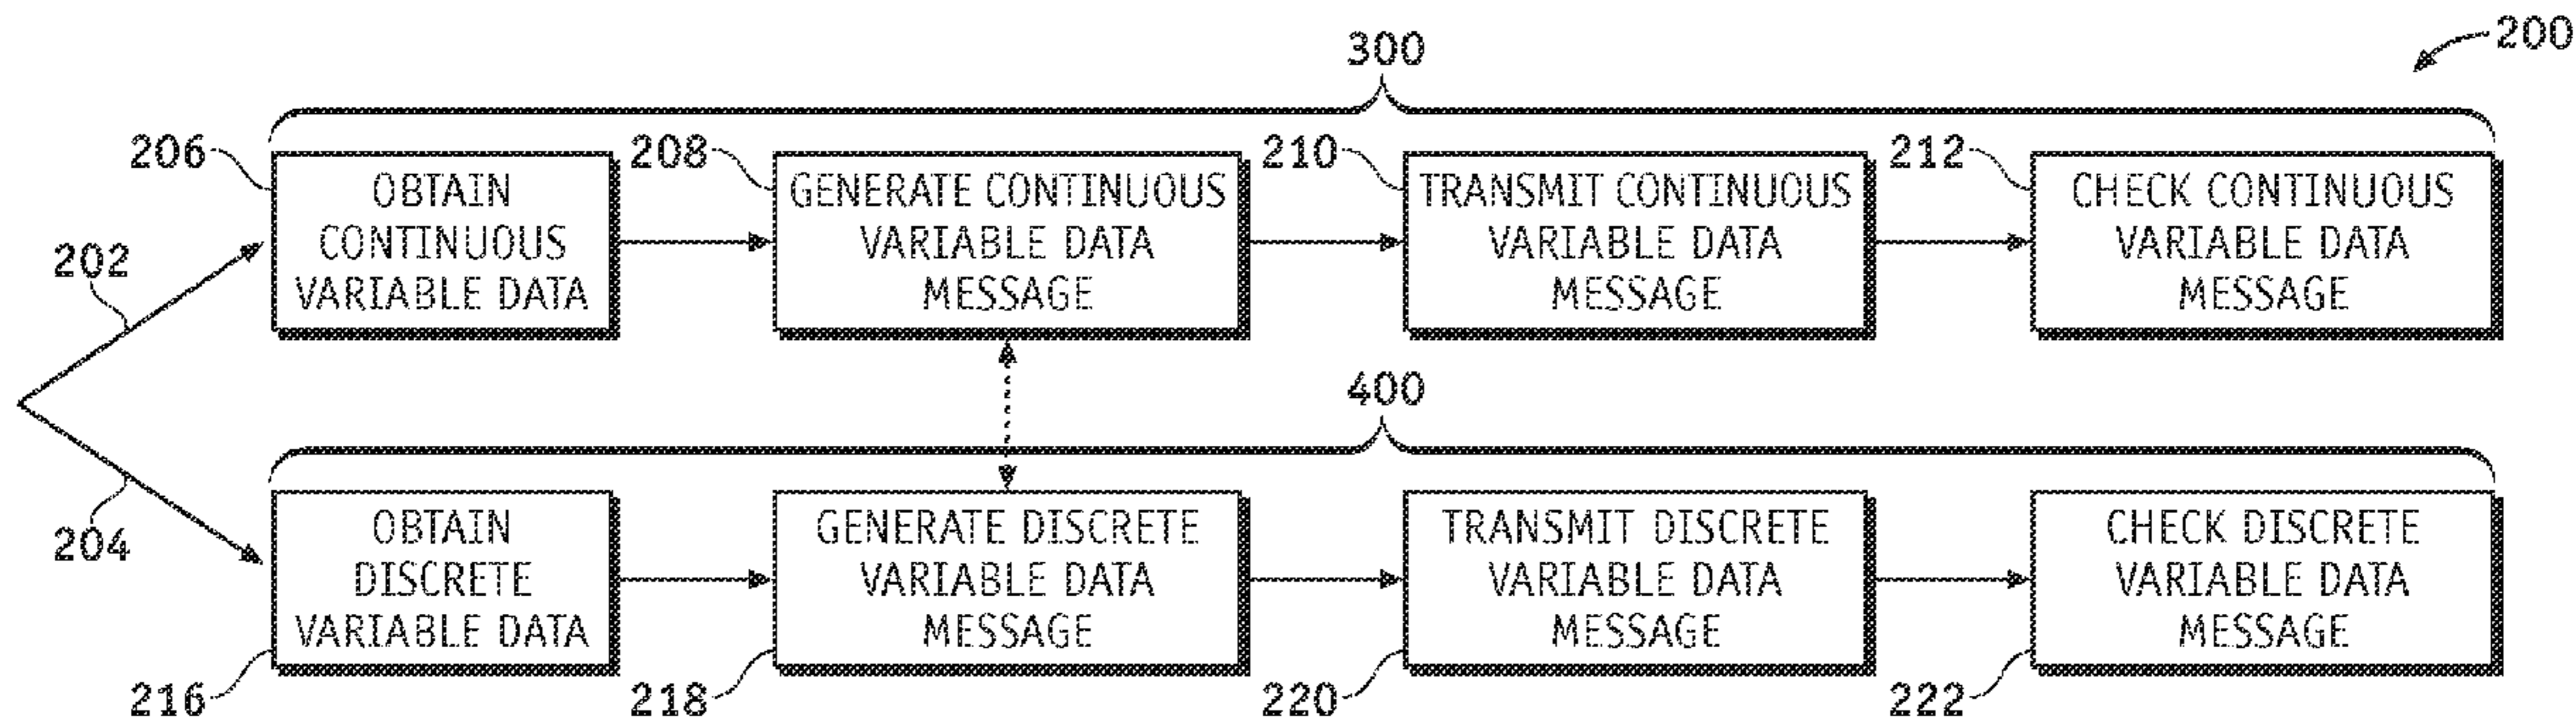 200
300
206
208
210
212
OBTAIN
CONTINUOUS
VARIABLE DATA
GENERATE CONTINUOUS
VARIABLE DATA
MESSAGE
TRANSMIT CONTINUOUS
VARIABLE DATA
MESSAGE
CHECK CONTINUOUS
VARIABLE DATA
MESSAGE
202
400
204
OBTAIN
DISCRETE
VARIABLE DATA
GENERATE DISCRETE
VARIABLE DATA
MESSAGE
TRANSMIT DISCRETE
VARIABLE DATA
MESSAGE
CHECK DISCRETE
VARIABLE DATA
MESSAGE
216
218
220
222